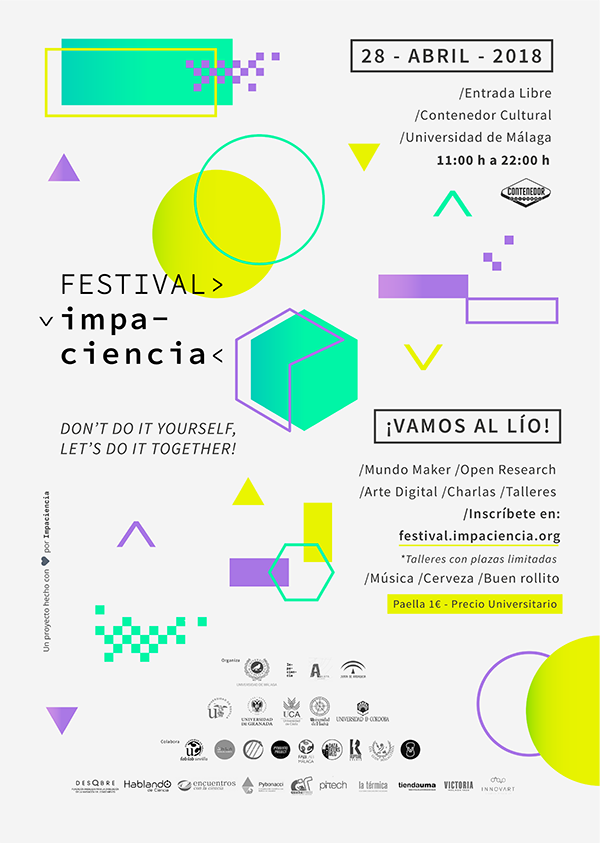 28 - ABRIL - 2018
/Entrada Libre
/Contenedor Cultural
/Universidad de Málaga
11:00 h a 22:00 h
CONTENEDOR
FESTIVAL>
impa-
ciencia<
DON'T DO IT YOURSELF,
LET'S DO IT TOGETHER!
¡VAMOS AL LÍO!
/Mundo Maker /Open Research
/Arte Digital /Charlas /Talleres
/Inscríbete en:
festival.impaciencia.org
*Talleres con plazas limitadas
/Música /Cerveza /Buen rollito
Paella 1€ - Precio Universitario
Un proyecto hecho con por Impaciencia
Organiza
UNIVERSIDAD
DE GRANADA
UCA
UNIVERSIDAD DE CÓRDOBA
Colabora
DESQBRE
Hablando
de Ciencia
encuentros
con la ciencia
Pybonacci
pitech
la térmica
tiendauma
VICTORIA
INNOVART